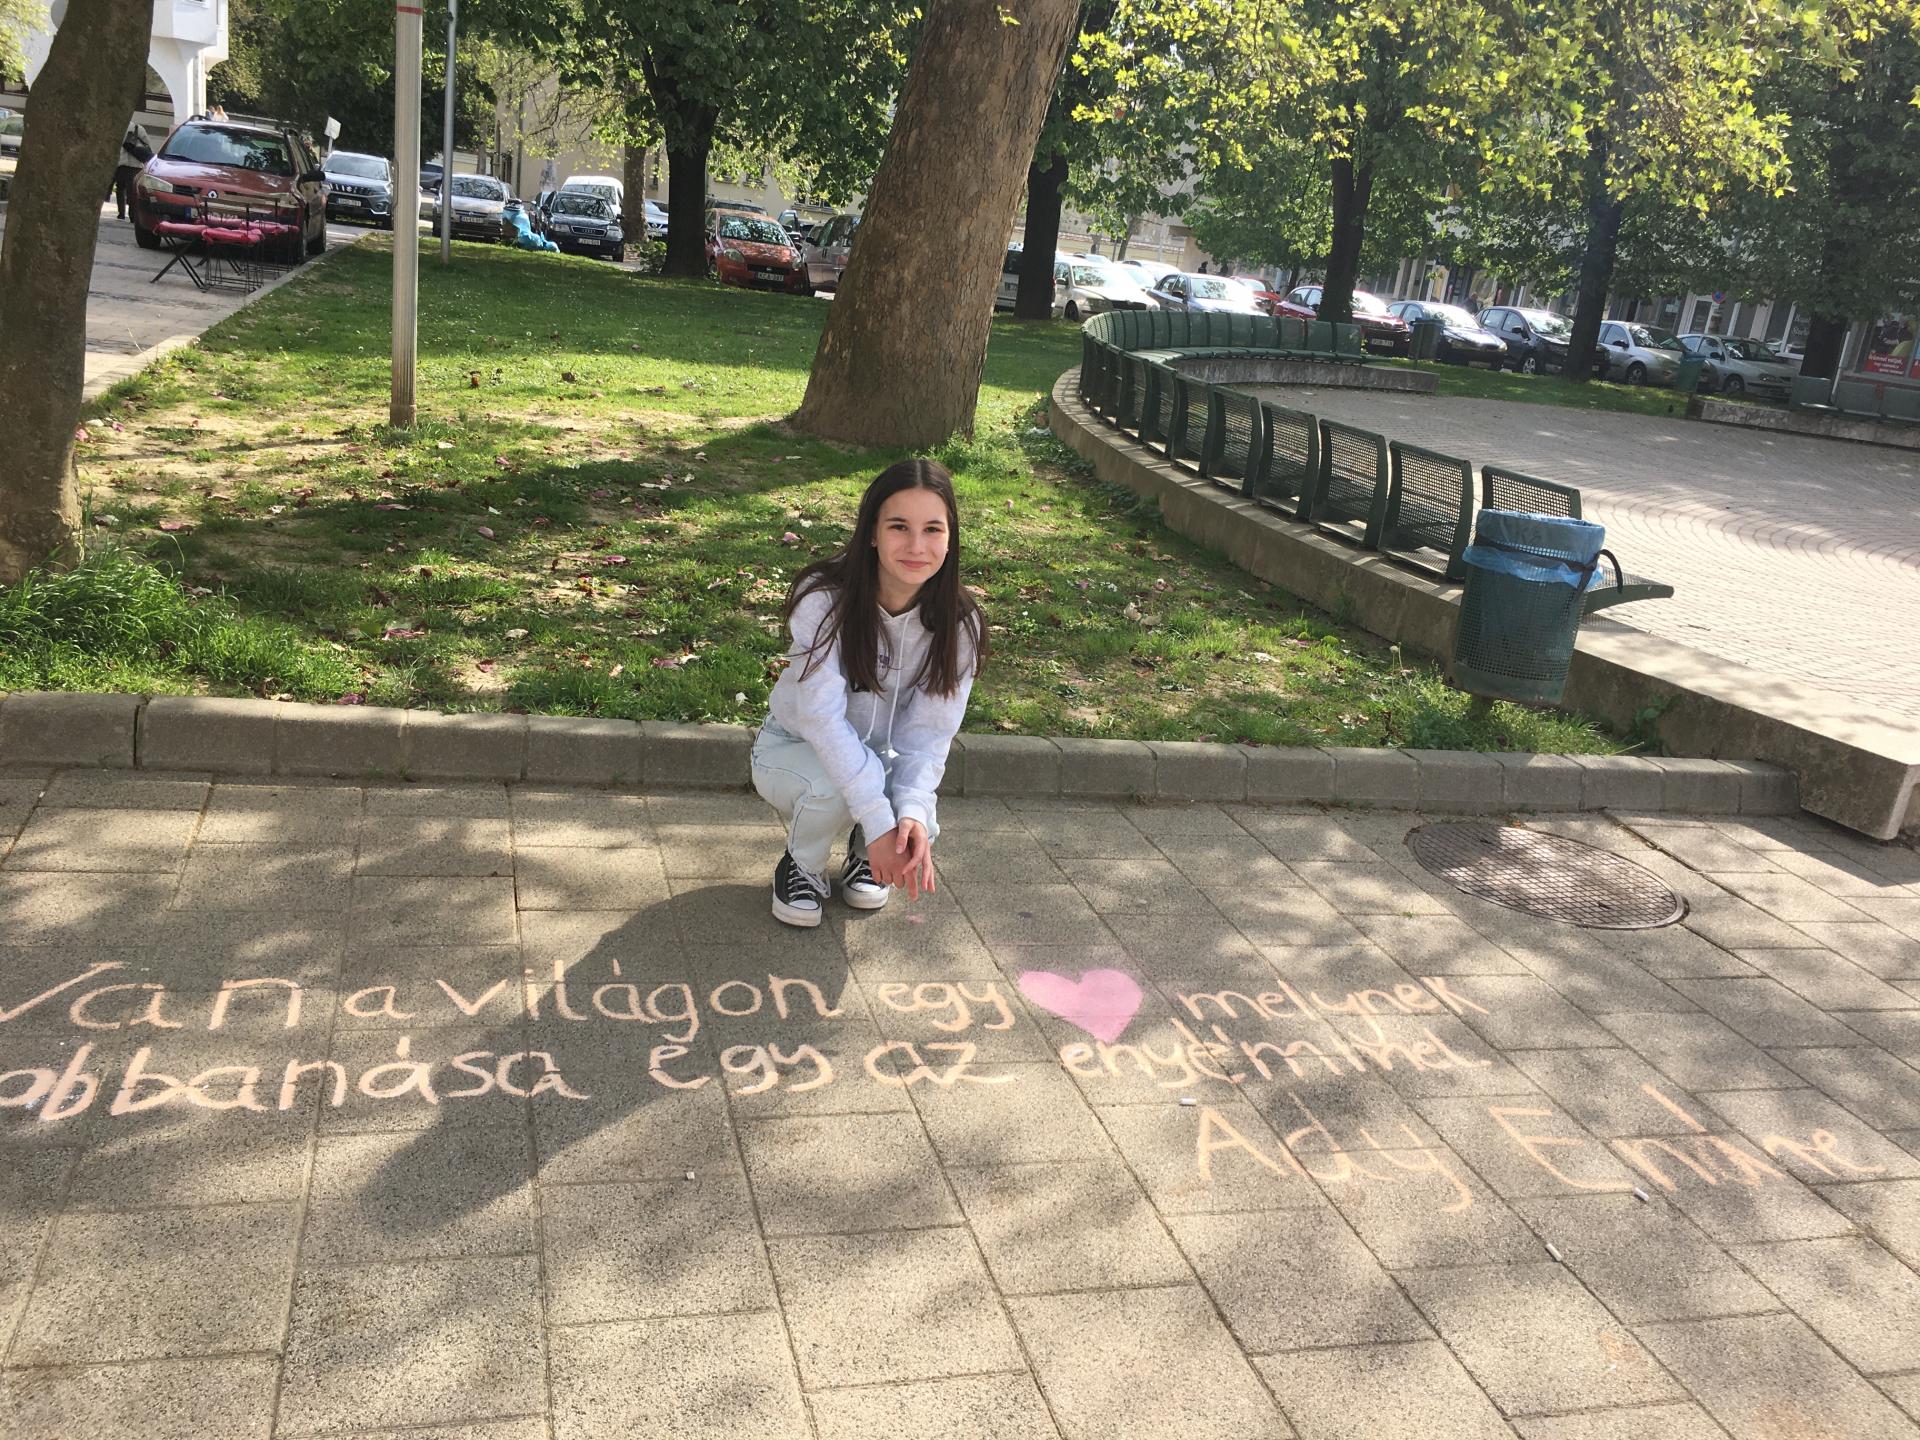 Van a világon egy ♥ melynek
obbanása egy az enyémmel
Ady Endre